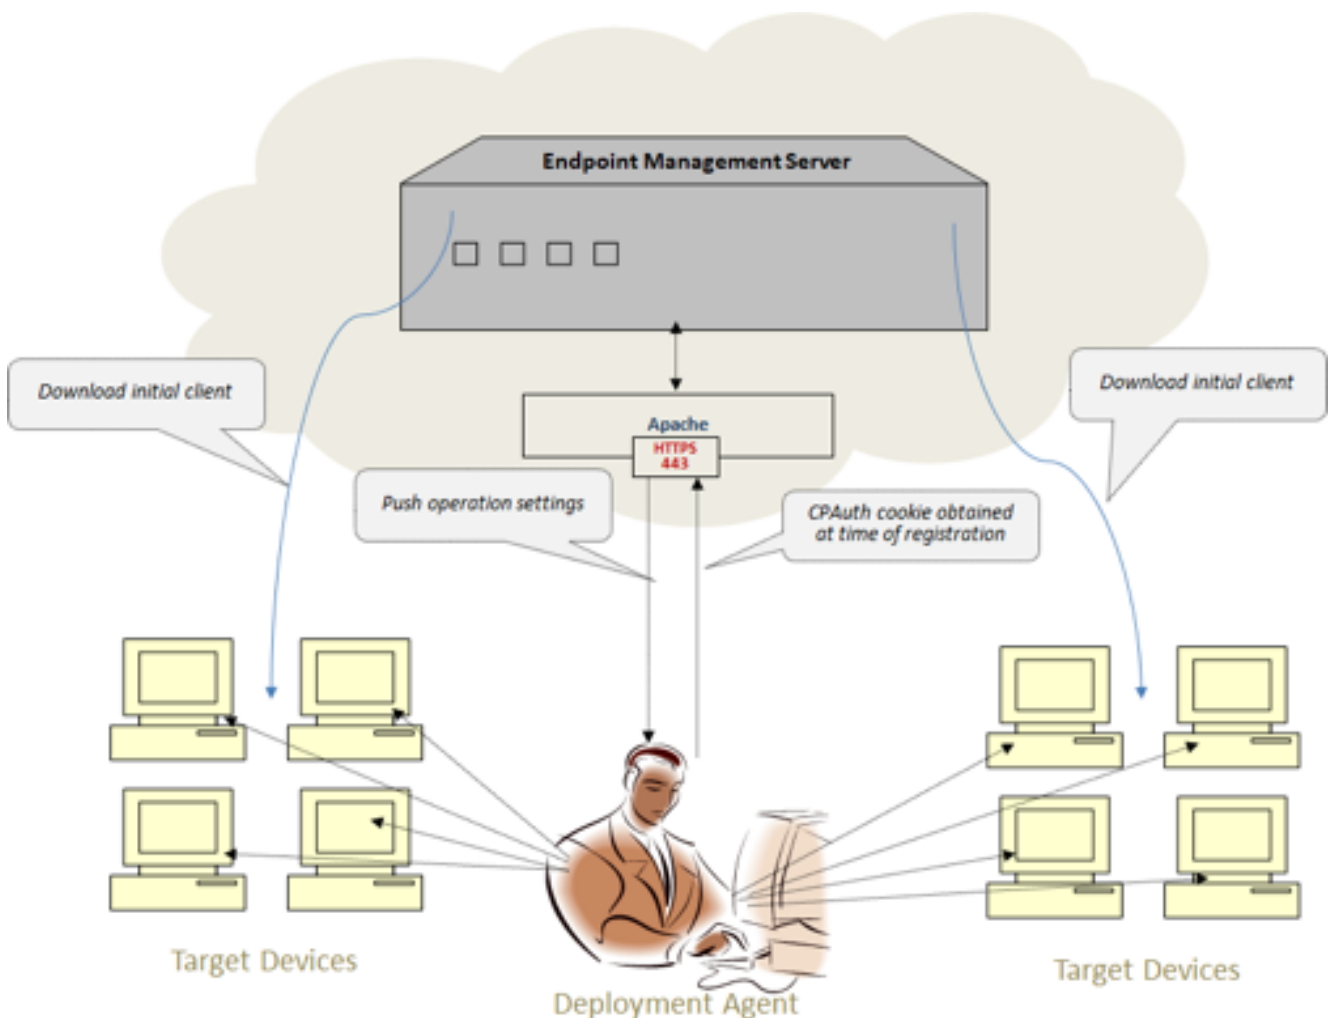 Endpoint Management Server
Download initial client
Download initial client
Apache
HTTPS
443
Push operation settings
CPAuth cookie obtained
at time of registration
Target Devices
Target Devices
Deployment Agent